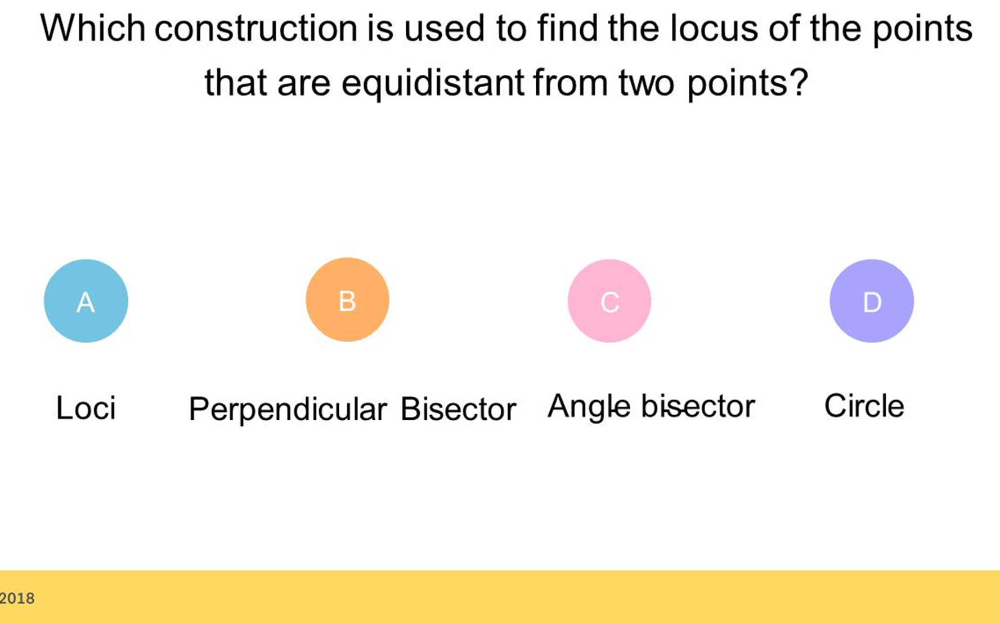 Which construction is used to find the locus of the points
that are equidistant from two points?
A B C D
Loci Perpendicular Bisector Angle bisector Circle
2018